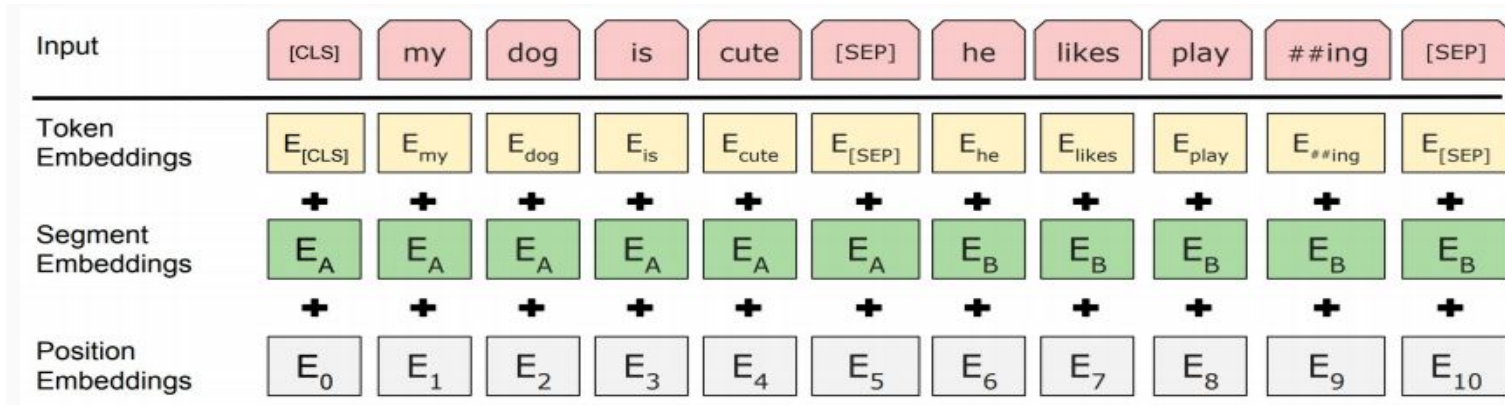 Input [CLS] my dog is cute [SEP] he likes play ##ing [SEP]
Token
Embeddings E[CLS] Emy Edog Eis Ecute E[SEP] Ehe Elikes Eplay E##ing E[SEP]
+ + + + + + + + + + +
Segment
Embeddings EA EA EA EA EA EA EB EB EB EB EB
+ + + + + + + + + + +
Position
Embeddings E0 E1 E2 E3 E4 E5 E6 E7 E8 E9 E10